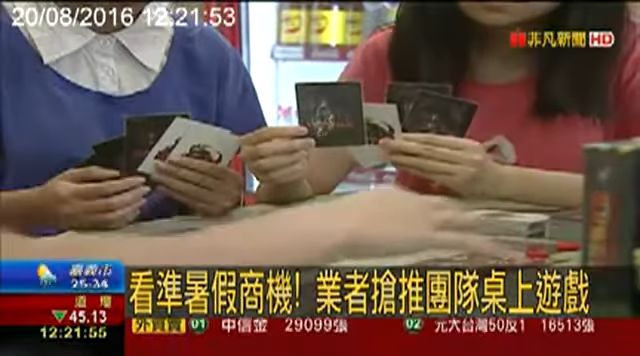 20/08/2016 12:21:53
非凡新聞 HD
嘉義市
25-34
道瓊
▼45.13
12:21:55
看準暑假商機! 業者搶推團隊桌上遊戲
外資賣 01 中信金 29099張 02 元大台灣50反1 16513張